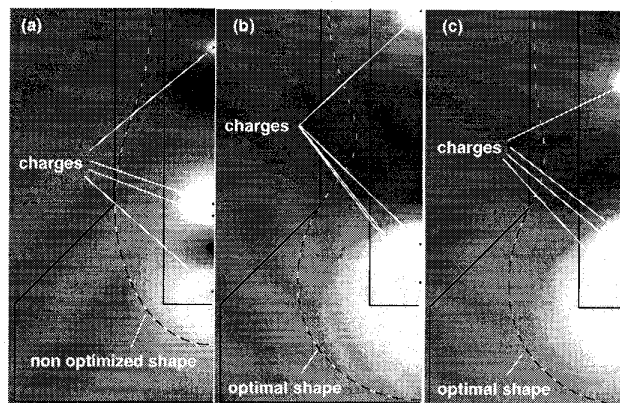 (a)
charges
non optimized shape
(b)
charges
optimal shape
(c)
charges
optimal shape